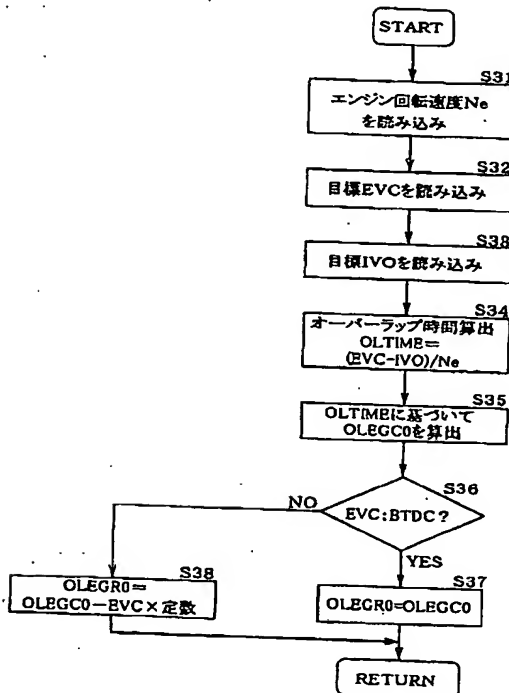 START
S31
エンジン回転速度Ne
を読み込み
S32
目標EVCを読み込み
S38
目標IVOを読み込み
S34
オーバーラップ時間算出
OLTIME=
(EVC-IVO)/Ne
S35
OLTIMEに基づいて
OLEGC0を算出
S36
EVC:BTDC?
NO
YES
S38
OLEGR0=
OLEGC0-EVC×定数
S37
OLEGR0=OLEGC0
RETURN